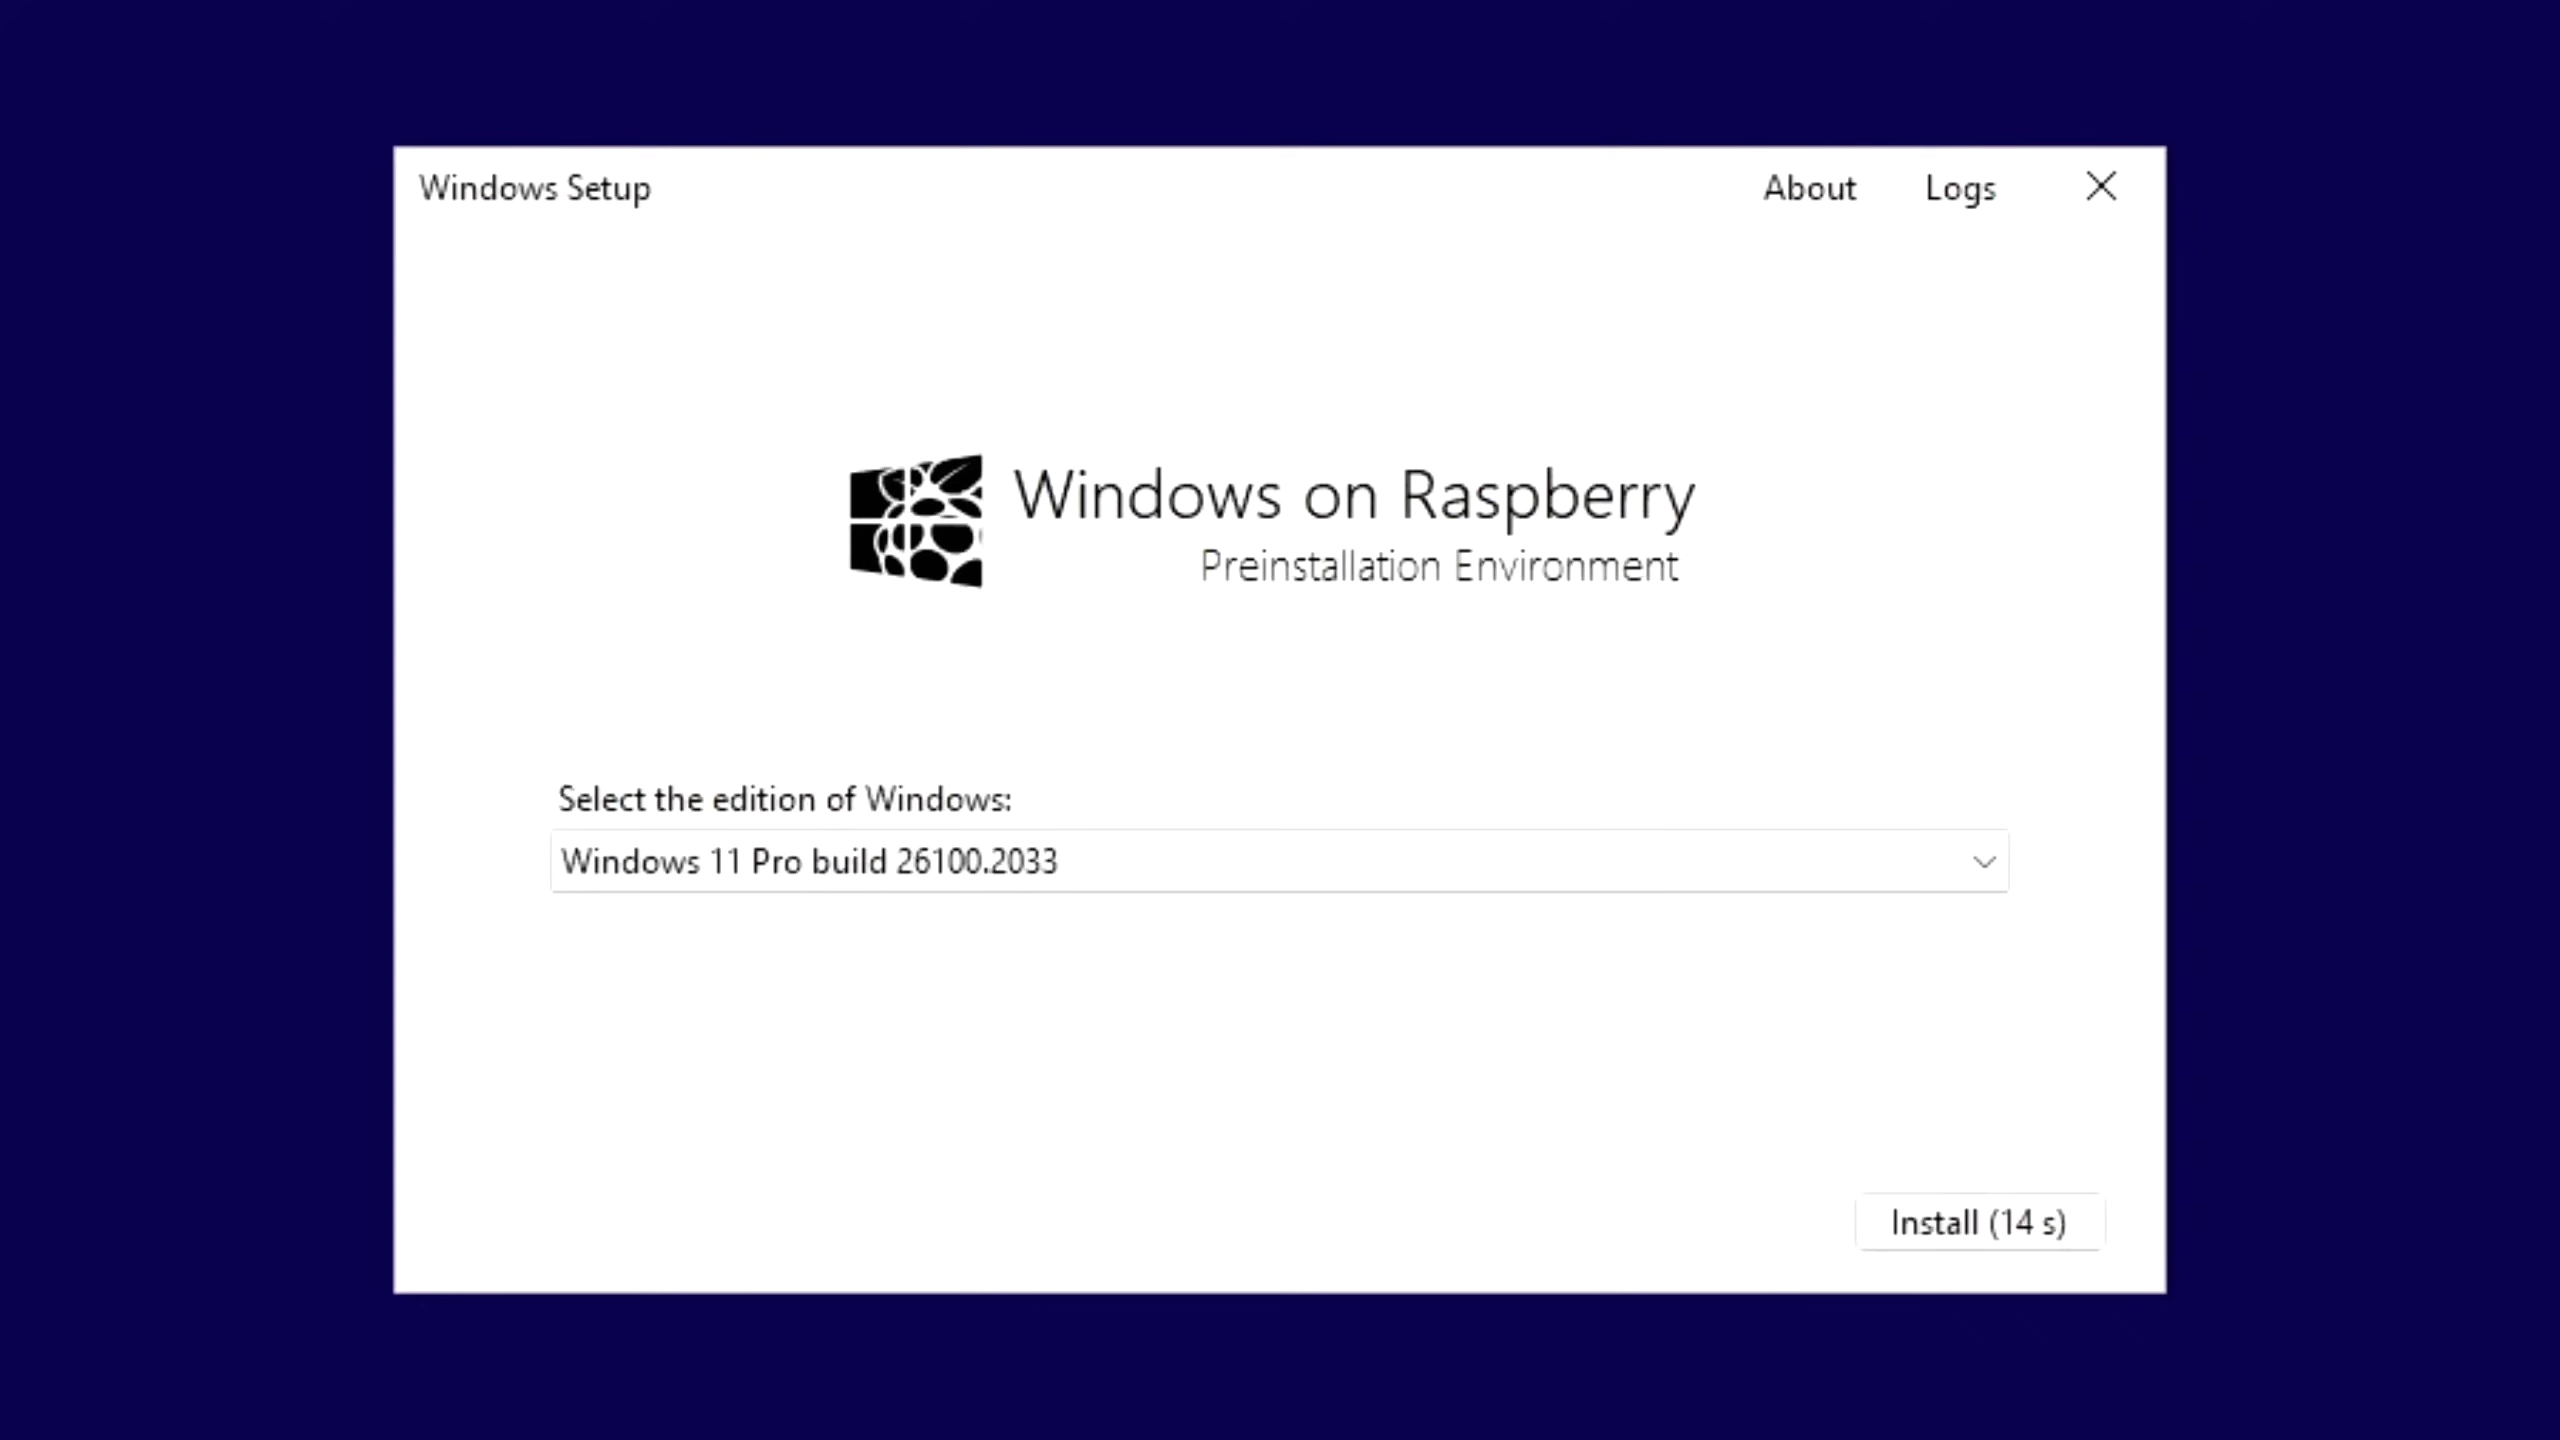 Windows Setup
About
Logs
Windows on Raspberry
Preinstallation Environment
Select the edition of Windows:
Windows 11 Pro build 26100.2033
Install (14 s)